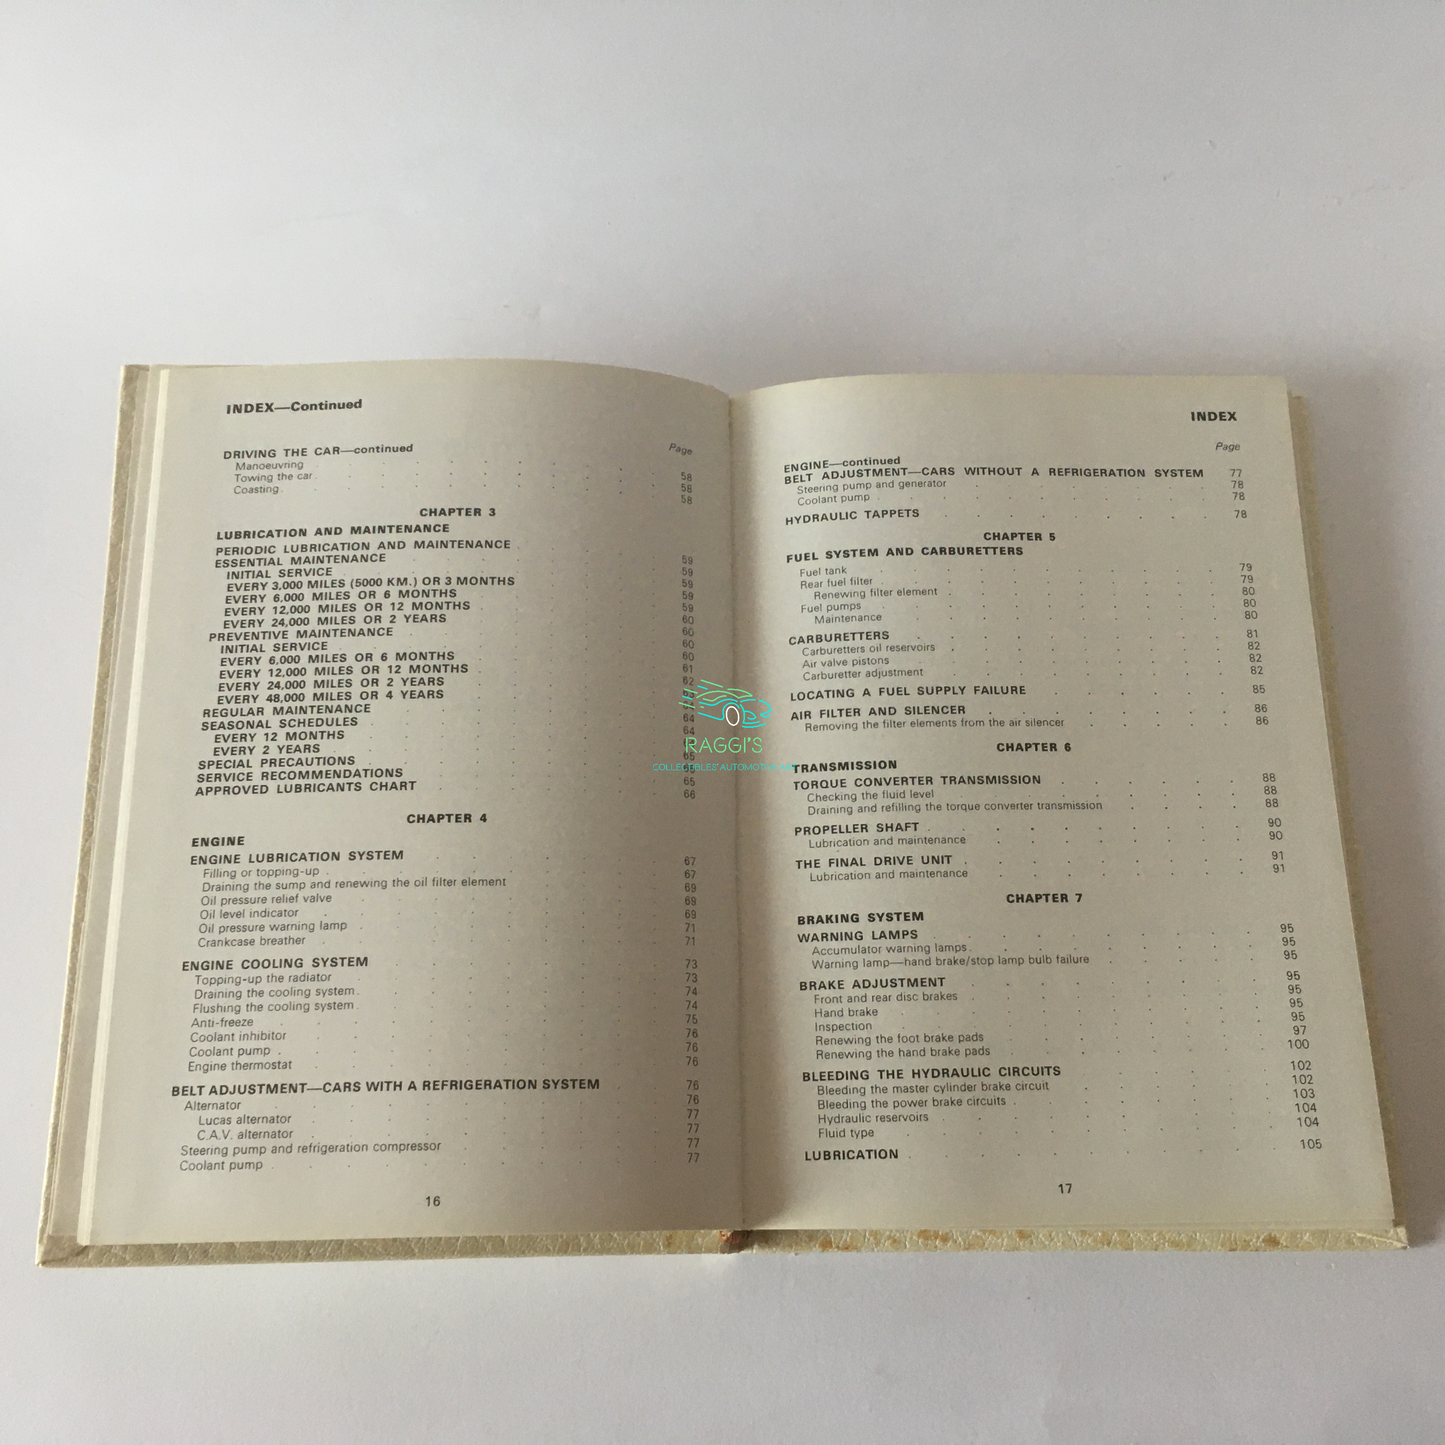 INDEX—Continued
Page
DRIVING THE CAR—continued
Manoeuvring 58
Towing the car 58
Coasting 58
CHAPTER 3
LUBRICATION AND MAINTENANCE
PERIODIC LUBRICATION AND MAINTENANCE 59
ESSENTIAL MAINTENANCE 59
INITIAL SERVICE 59
EVERY 3,000 MILES (5000 KM.) OR 3 MONTHS 59
EVERY 6,000 MILES OR 6 MONTHS 59
EVERY 12,000 MILES OR 12 MONTHS 60
EVERY 24,000 MILES OR 2 YEARS 60
PREVENTIVE MAINTENANCE 60
INITIAL SERVICE 60
EVERY 6,000 MILES OR 6 MONTHS 61
EVERY 12,000 MILES OR 12 MONTHS 62
EVERY 24,000 MILES OR 2 YEARS
EVERY 48,000 MILES OR 4 YEARS
REGULAR MAINTENANCE 64
SEASONAL SCHEDULES 64
EVERY 12 MONTHS
EVERY 2 YEARS 65
SPECIAL PRECAUTIONS
SERVICE RECOMMENDATIONS 65
APPROVED LUBRICANTS CHART 66
CHAPTER 4
ENGINE
ENGINE LUBRICATION SYSTEM 67
Filling or topping-up 67
Draining the sump and renewing the oil filter element 69
Oil pressure relief valve 69
Oil level indicator 69
Oil pressure warning lamp 71
Crankcase breather 71
ENGINE COOLING SYSTEM 73
Topping-up the radiator 73
Draining the cooling system 74
Flushing the cooling system 74
Anti-freeze 75
Coolant inhibitor 76
Coolant pump 76
Engine thermostat 76
BELT ADJUSTMENT—CARS WITH A REFRIGERATION SYSTEM 76
Alternator 76
Lucas alternator 77
C.A.V. alternator 77
Steering pump and refrigeration compressor 77
Coolant pump 77
16
INDEX
Page
ENGINE—continued
BELT ADJUSTMENT—CARS WITHOUT A REFRIGERATION SYSTEM 77
Steering pump and generator 78
Coolant pump 78
HYDRAULIC TAPPETS 78
CHAPTER 5
FUEL SYSTEM AND CARBURETTERS
Fuel tank 79
Rear fuel filter 79
Renewing filter element 80
Fuel pumps 80
Maintenance 80
CARBURETTERS 81
Carburetters oil reservoirs 82
Air valve pistons 82
Carburetter adjustment 82
LOCATING A FUEL SUPPLY FAILURE 85
AIR FILTER AND SILENCER 86
Removing the filter elements from the air silencer 86
CHAPTER 6
TRANSMISSION
TORQUE CONVERTER TRANSMISSION 88
Checking the fluid level 88
Draining and refilling the torque converter transmission 88
PROPELLER SHAFT 90
Lubrication and maintenance 90
THE FINAL DRIVE UNIT 91
Lubrication and maintenance 91
CHAPTER 7
BRAKING SYSTEM
WARNING LAMPS 95
Accumulator warning lamps 95
Warning lamp—hand brake/stop lamp bulb failure 95
BRAKE ADJUSTMENT 95
Front and rear disc brakes 95
Hand brake 95
Inspection 95
Renewing the foot brake pads 97
Renewing the hand brake pads 100
BLEEDING THE HYDRAULIC CIRCUITS 102
Bleeding the master cylinder brake circuit 102
Bleeding the power brake circuits 103
Hydraulic reservoirs 104
Fluid type 104
LUBRICATION 105
17
RAGGI'S